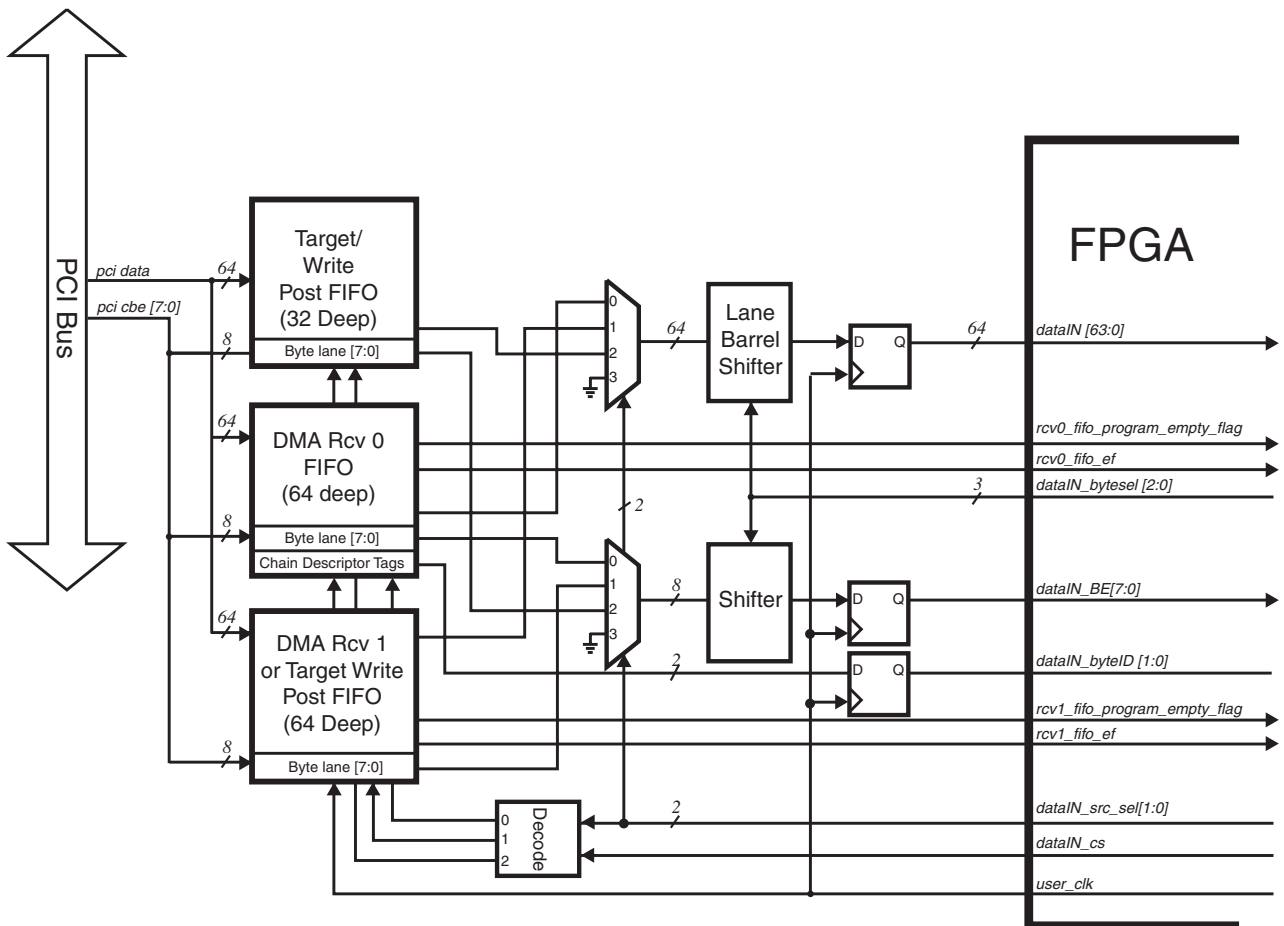 PCI Bus
pci data
pci cbe [7:0]
64
8
Target/
Write
Post FIFO
(32 Deep)
Byte lane [7:0]
64
8
DMA Rcv 0
FIFO
(64 deep)
Byte lane [7:0]
Chain Descriptor Tags
64
8
DMA Rcv 1
or Target Write
Post FIFO
(64 Deep)
Byte lane [7:0]
0
1
2
3
64
Lane
Barrel
Shifter
D Q
64
2
0
1
2
3
8
Shifter
D Q
2
D Q
3
Decode
0
1
2
2
FPGA
dataIN [63:0]
rcv0_fifo_program_empty_flag
rcv0_fifo_ef
dataIN_bytesel [2:0]
dataIN_BE[7:0]
dataIN_byteID [1:0]
rcv1_fifo_program_empty_flag
rcv1_fifo_ef
dataIN_src_sel[1:0]
dataIN_cs
user_clk